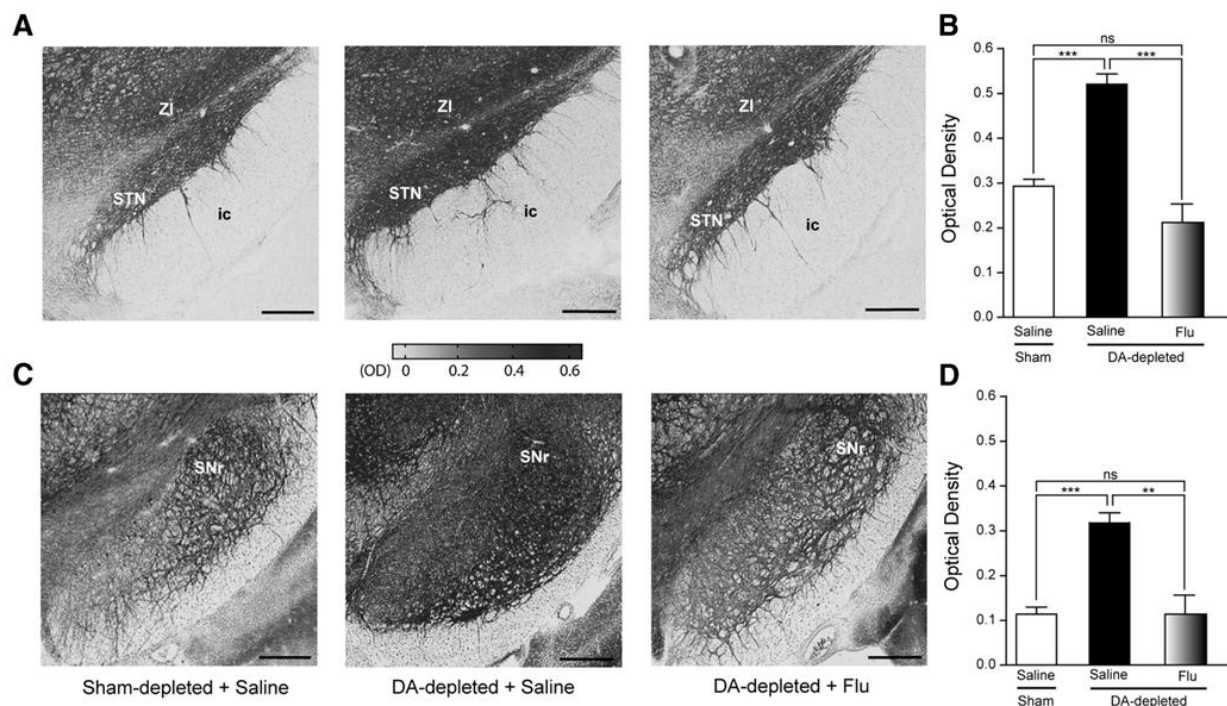 A
ZI
STN
ic
ZI
STN
ic
ZI
STN
ic
B
Optical Density
0.6
0.5
0.4
0.3
0.2
0.1
0.0
ns
*** ***
Saline Saline Flu
Sham DA-depleted
(OD) 0 0.2 0.4 0.6
C
SNr
SNr
SNr
Sham-depleted + Saline DA-depleted + Saline DA-depleted + Flu
D
Optical Density
0.6
0.5
0.4
0.3
0.2
0.1
0.0
ns
*** **
Saline Saline Flu
Sham DA-depleted